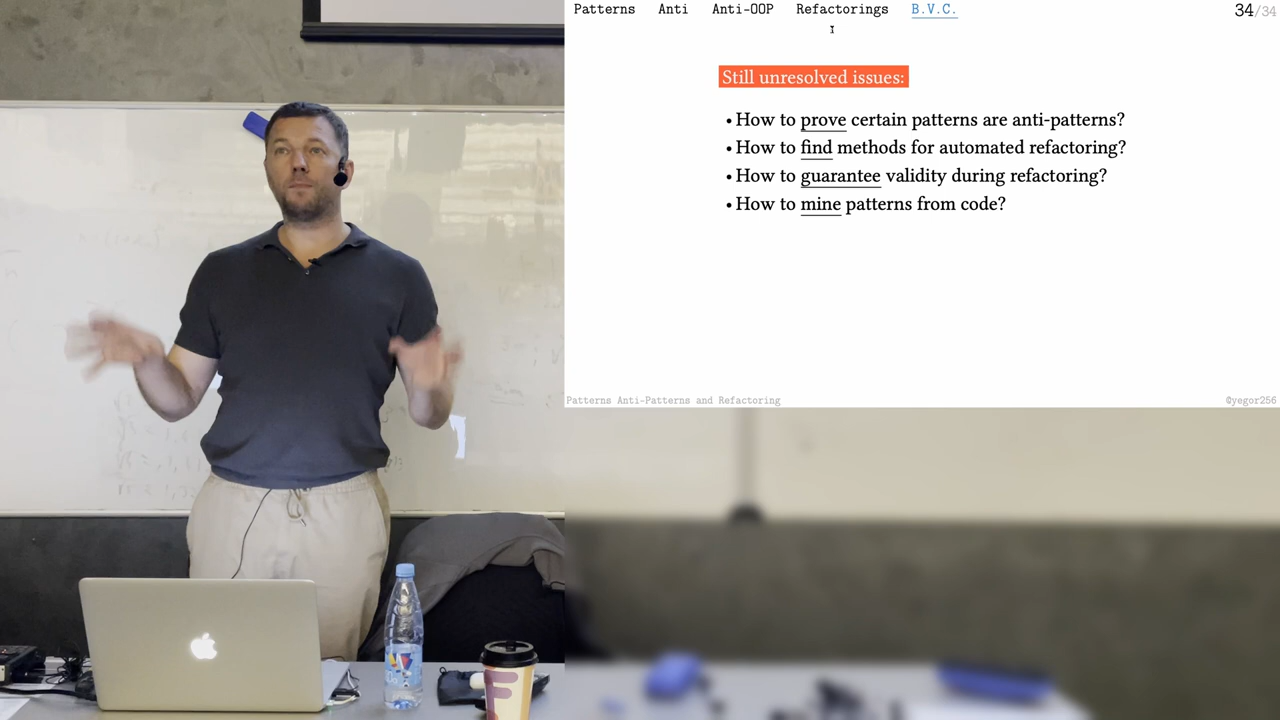 Patterns Anti Anti-OOP Refactorings B.V.C. 34/34
Still unresolved issues:
• How to prove certain patterns are anti-patterns?
• How to find methods for automated refactoring?
• How to guarantee validity during refactoring?
• How to mine patterns from code?
Patterns Anti-Patterns and Refactoring @yegor256